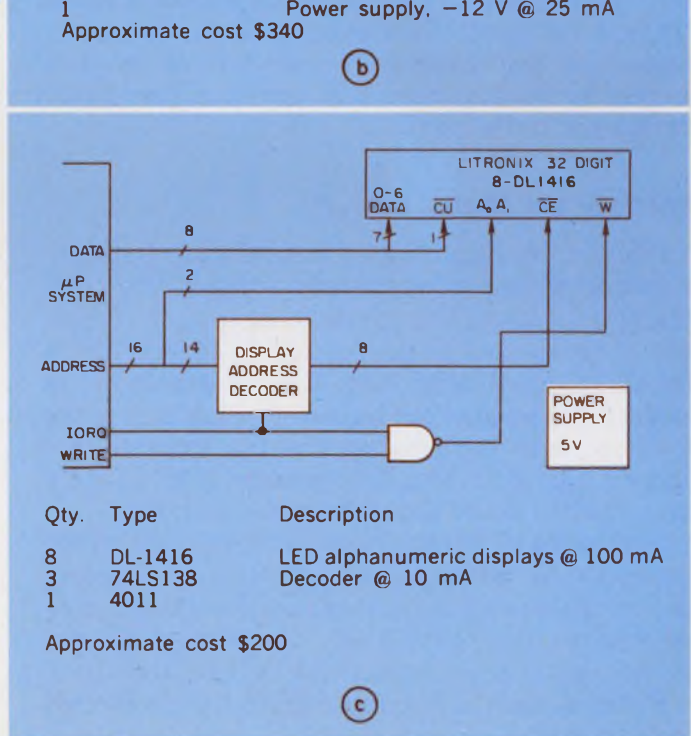 1 Power supply, −12 V @ 25 mA
Approximate cost $340
b
LITRONIX 32 DIGIT
8-DL1416
0-6
DATA C̅U̅ A₀ A₁ C̅E̅ W̅
7 1
DATA 8
μP
SYSTEM
2
ADDRESS 16 14
DISPLAY
ADDRESS
DECODER
8
IORQ
WRITE
POWER
SUPPLY
5V
Qty. Type Description
8 DL-1416 LED alphanumeric displays @ 100 mA
3 74LS138 Decoder @ 10 mA
1 4011
Approximate cost $200
c